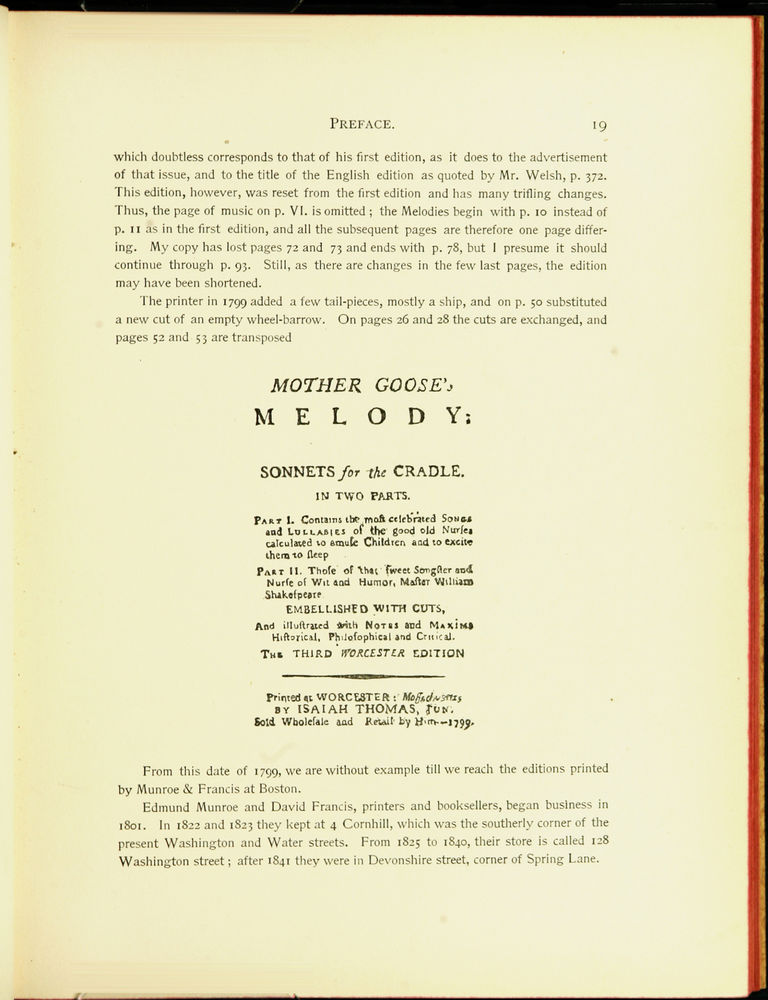 PREFACE. 19
which doubtless corresponds to that of his first edition, as it does to the advertisement
of that issue, and to the title of the English edition as quoted by Mr. Welsh, p. 372.
This edition, however, was reset from the first edition and has many trifling changes.
Thus, the page of music on p. VI. is omitted ; the Melodies begin with p. 10 instead of
p. 11 as in the first edition, and all the subsequent pages are therefore one page differ-
ing. My copy has lost pages 72 and 73 and ends with p. 78, but I presume it should
continue through p. 93. Still, as there are changes in the few last pages, the edition
may have been shortened.
The printer in 1799 added a few tail-pieces, mostly a ship, and on p. 50 substituted
a new cut of an empty wheel-barrow. On pages 26 and 28 the cuts are exchanged, and
pages 52 and 53 are transposed
MOTHER GOOSE's
MELODY:
SONNETS for the CRADLE.
IN TWO PARTS.
PART I. Contains the moſt celebrated SONGS
and LULLABIES of the good old Nurſes
calculated to amuſe Children and to excite
them to ſleep
PART II. Thoſe of that ſweet Songſter and
Nurſe of Wit and Humor, Maſter William
Shakeſpeare
EMBELLISHED WITH CUTS,
And illuſtrated with NOTES and MAXIMS
Hiſtorical, Philoſophical and Critical.
THE THIRD WORCESTER EDITION
Printed at WORCESTER : Maſſachuſetts
BY ISAIAH THOMAS, JUN.
Sold Wholeſale and Retail by Him—1799.
From this date of 1799, we are without example till we reach the editions printed
by Munroe & Francis at Boston.
Edmund Munroe and David Francis, printers and booksellers, began business in
1801. In 1822 and 1823 they kept at 4 Cornhill, which was the southerly corner of the
present Washington and Water streets. From 1825 to 1840, their store is called 128
Washington street ; after 1841 they were in Devonshire street, corner of Spring Lane.